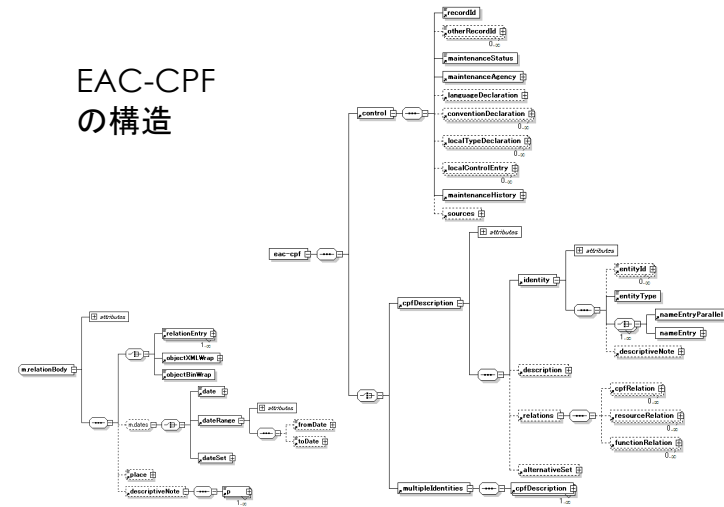 EAC-CPF
の構造
recordId
otherRecordId
0..∞
maintenanceStatus
maintenanceAgency
languageDeclaration
conventionDeclaration
0..∞
localTypeDeclaration
0..∞
localControlEntry
0..∞
maintenanceHistory
sources
control
eac-cpf
attributes
cpfDescription
identity
attributes
entityId
0..∞
entityType
nameEntryParallel
nameEntry
1..∞
descriptiveNote
description
relations
cpfRelation
0..∞
resourceRelation
0..∞
functionRelation
0..∞
alternativeSet
multipleIdentities
cpfDescription
1..∞
m.relationBody
attributes
relationEntry
1..∞
objectXMLWrap
objectBinWrap
m.dates
date
dateRange
attributes
fromDate
toDate
dateSet
place
descriptiveNote
p
1..∞